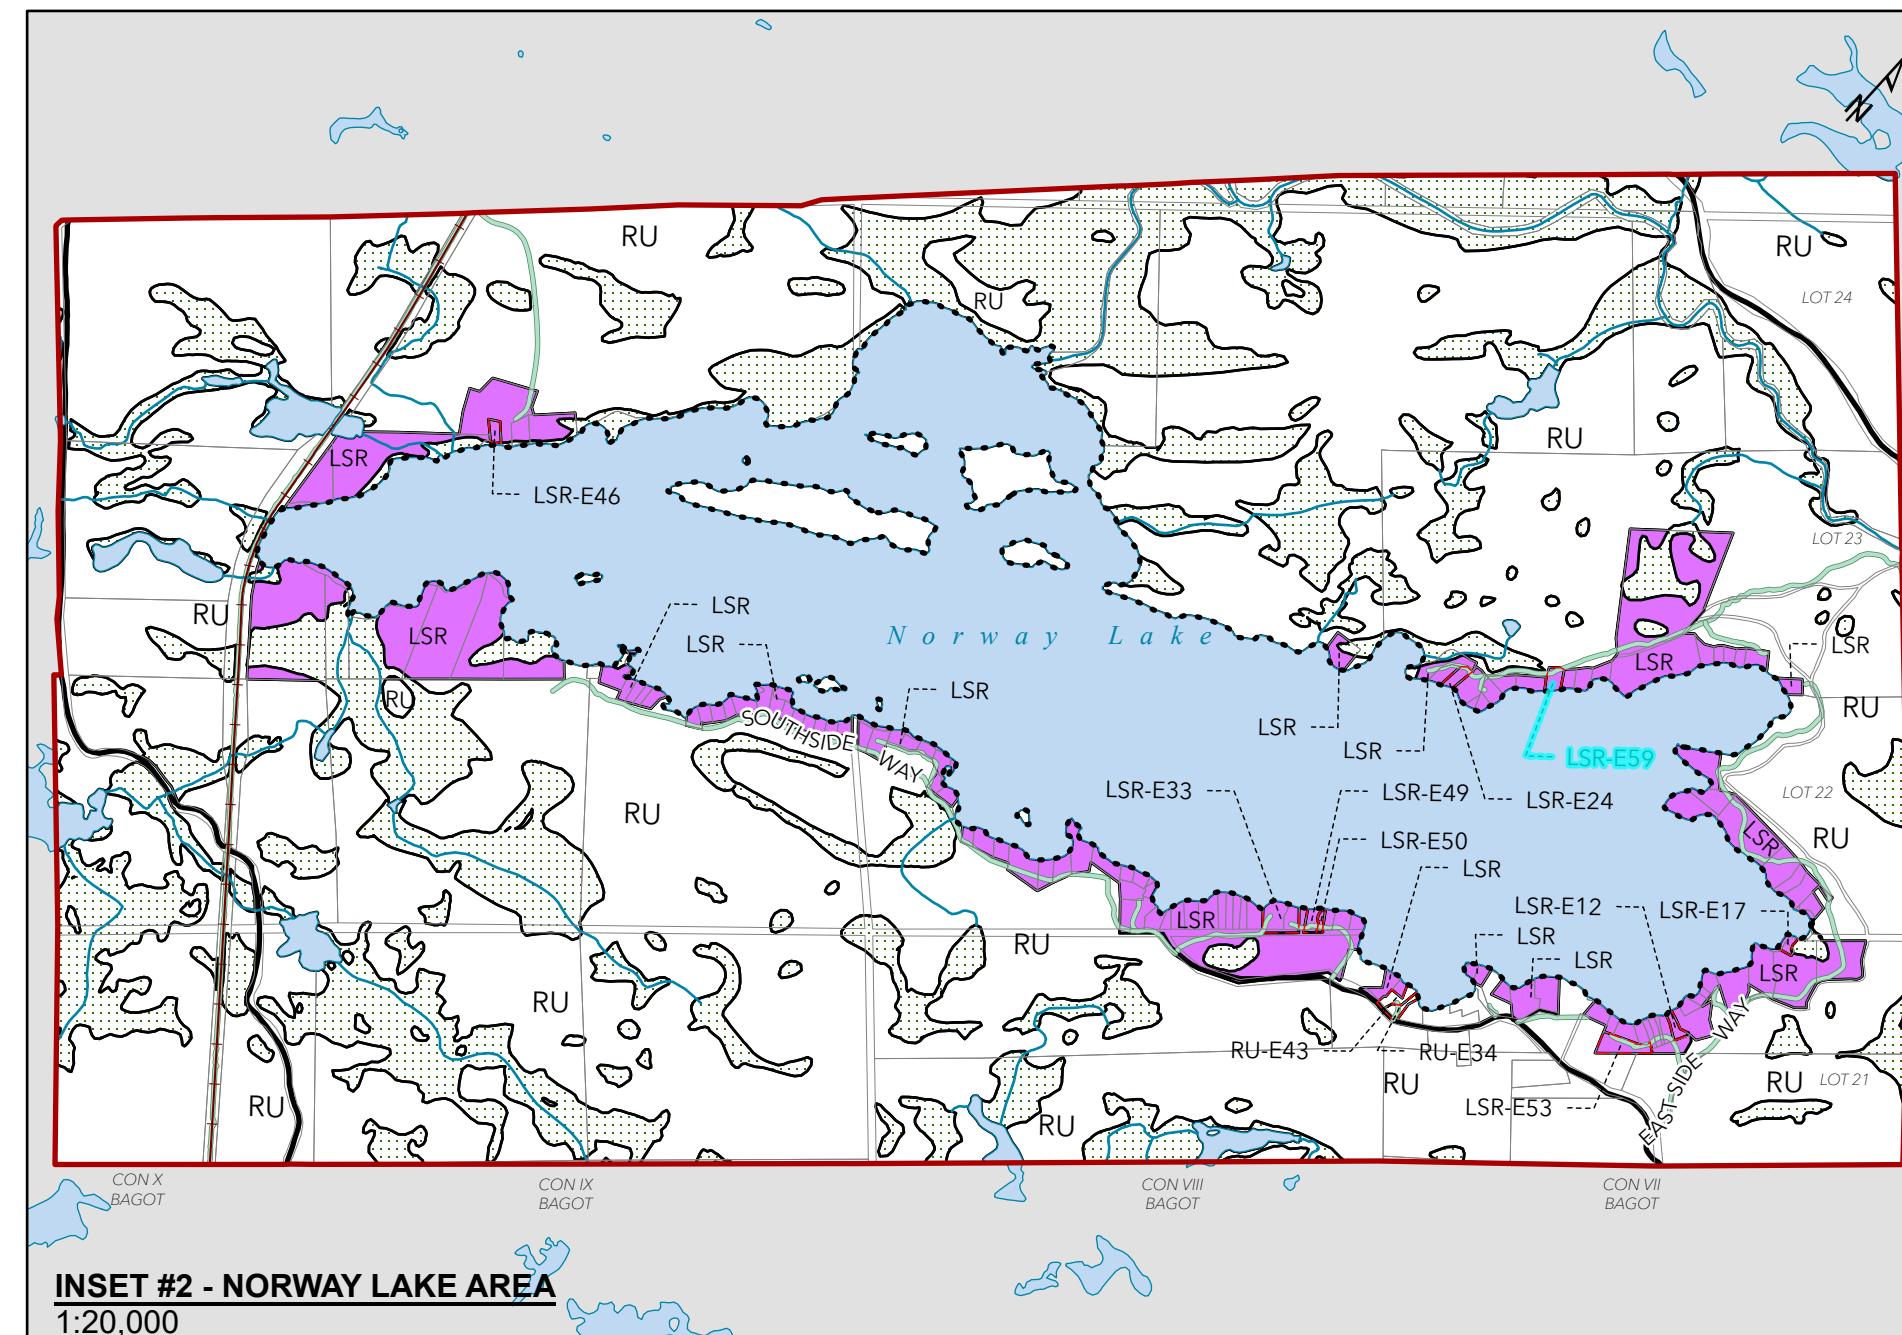 N
RU
RU
LOT 24
RU
RU
LSR
LSR-E46
LOT 23
RU
LSR
LSR
LSR
LSR
Norway Lake
LSR
LSR
RU
LSR
RU
SOUTHSIDE WAY
LSR
LSR
LSR-E59
LSR-E33
LSR-E49
LSR-E24
LOT 22
RU
LSR-E50
LSR
RU
LSR
LSR-E12
LSR-E17
LSR
LSR
RU
LSR
LSR
RU
EAST SIDE WAY
RU-E43
RU-E34
RU
RU
LOT 21
RU
LSR-E53
RU
CON X
BAGOT
CON IX
BAGOT
CON VIII
BAGOT
CON VII
BAGOT
INSET #2 - NORWAY LAKE AREA
1:20,000